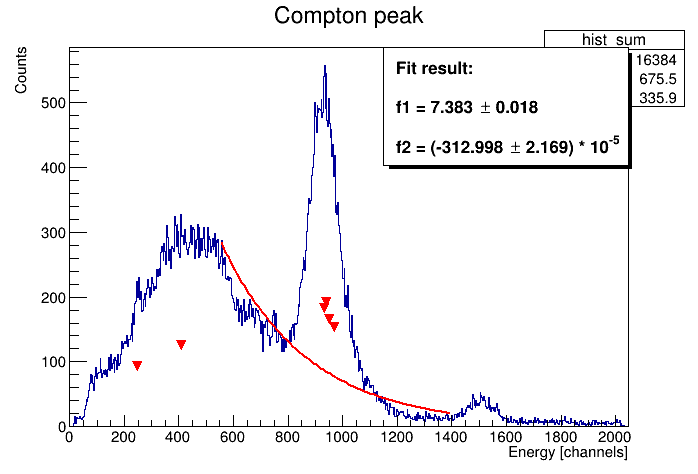 Compton peak
hist_sum
16384
675.5
335.9
Fit result:
f1 = 7.383 ± 0.018
f2 = (-312.998 ± 2.169) * 10^-5
Counts
500
400
300
200
100
0
0 200 400 600 800 1000 1200 1400 1600 1800 2000
Energy [channels]